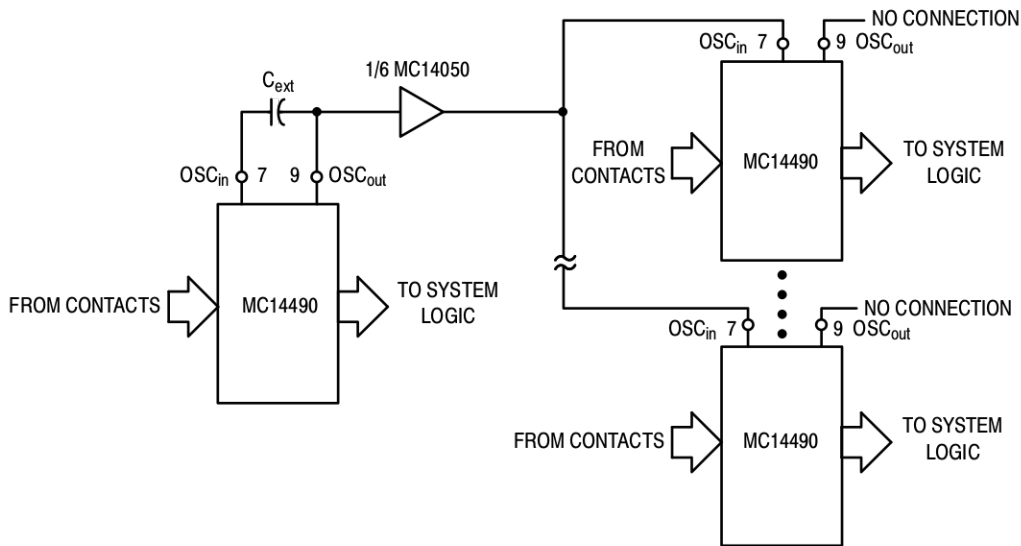 NO CONNECTION
OSCin 7
9 OSCout
1/6 MC14050
Cext
FROM
CONTACTS
MC14490
TO SYSTEM
LOGIC
OSCin 7
9 OSCout
FROM CONTACTS
MC14490
TO SYSTEM
LOGIC
NO CONNECTION
OSCin 7
9 OSCout
FROM CONTACTS
MC14490
TO SYSTEM
LOGIC